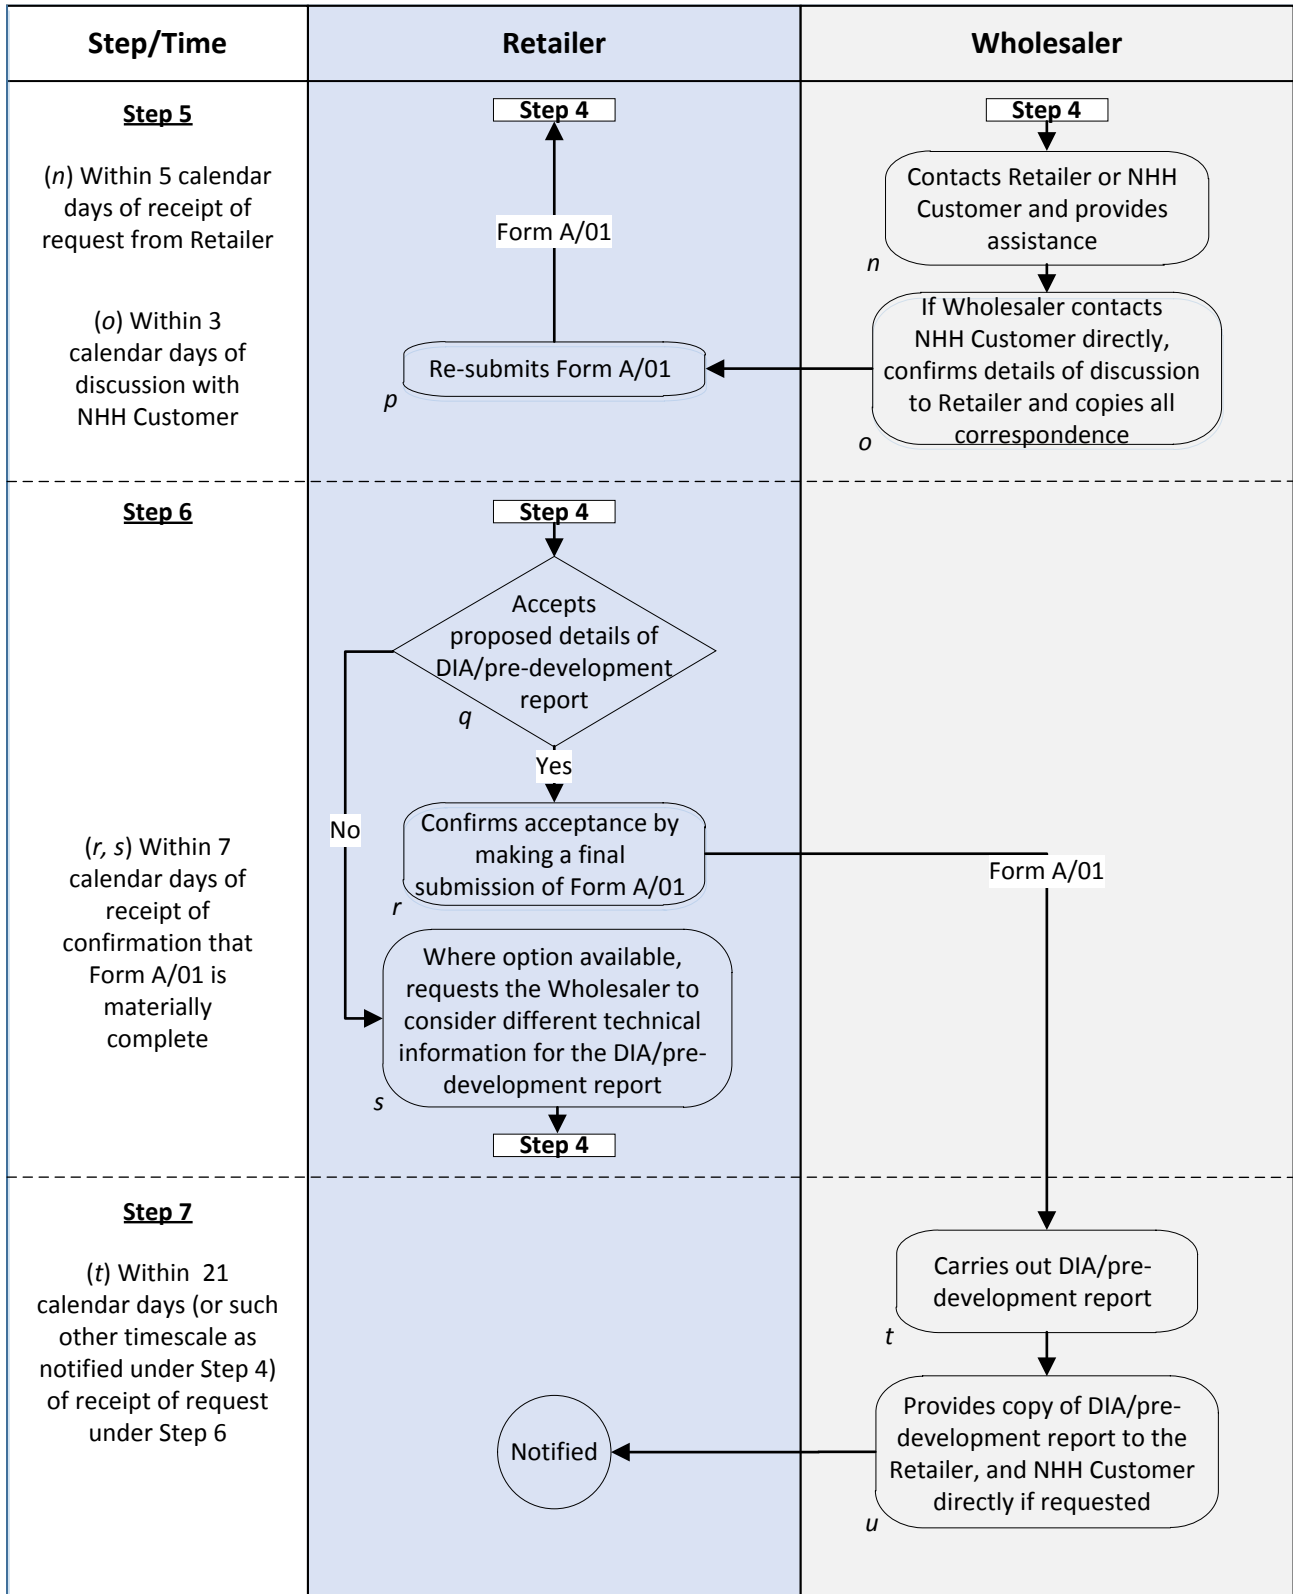 Step/Time
Retailer
Wholesaler
Step 5
(n) Within 5 calendar
days of receipt of
request from Retailer
(o) Within 3
calendar days of
discussion with
NHH Customer
Step 4
Form A/01
Re-submits Form A/01
p
Step 4
Contacts Retailer or NHH
Customer and provides
assistance
n
If Wholesaler contacts
NHH Customer directly,
confirms details of discussion
to Retailer and copies all
correspondence
o
Step 6
(r, s) Within 7
calendar days of
receipt of
confirmation that
Form A/01 is
materially
complete
Step 4
Accepts
proposed details of
DIA/pre-development
report
q
Yes
No
Confirms acceptance by
making a final
submission of Form A/01
r
Form A/01
Where option available,
requests the Wholesaler to
consider different technical
information for the DIA/pre-
development report
s
Step 4
Step 7
(t) Within 21
calendar days (or such
other timescale as
notified under Step 4)
of receipt of request
under Step 6
Carries out DIA/pre-
development report
t
Notified
Provides copy of DIA/pre-
development report to the
Retailer, and NHH Customer
directly if requested
u